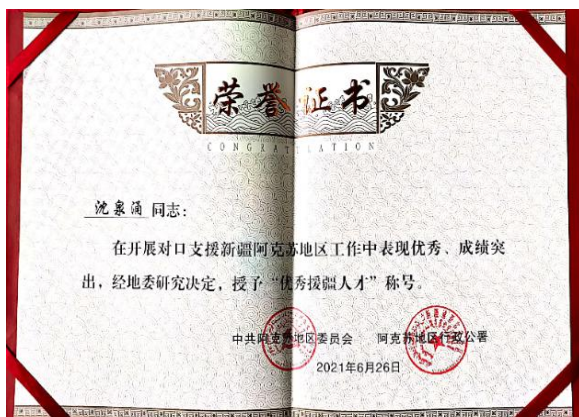 荣誉证书
CONGRATULATION
沈泉涌 同志：
在开展对口支援新疆阿克苏地区工作中表现优秀、成绩突
出，经地委研究决定，授予“优秀援疆人才”称号。
中共阿克苏地区委员会 阿克苏地区行政公署
2021年6月26日